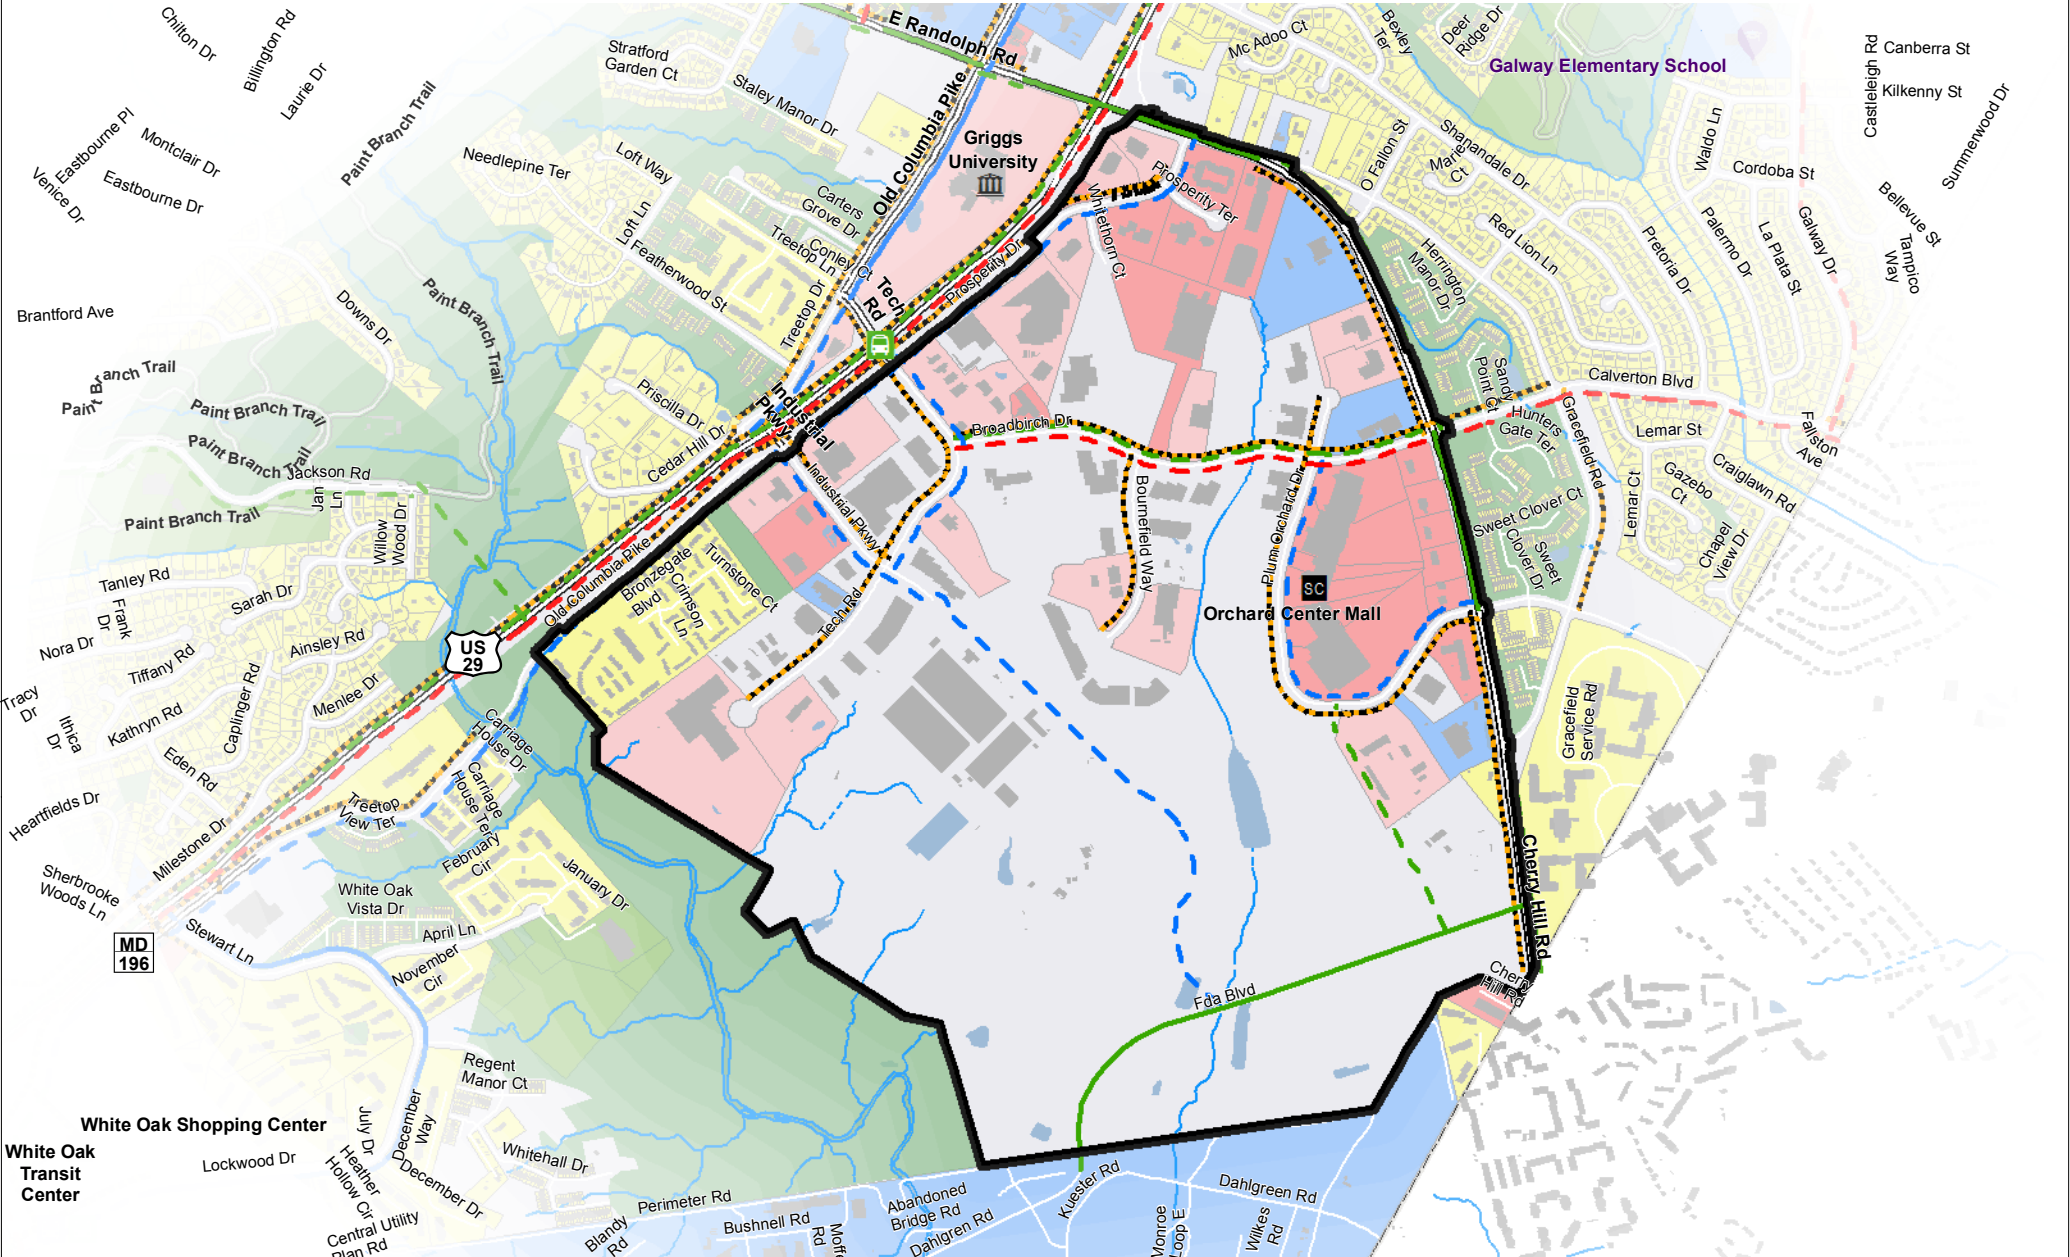 Chilton Dr
Billington Rd
Laurie Dr
Stratford
Garden Ct
E Randolph Rd
Mc Adoo Ct
Bexley
Ter
Deer
Ridge Dr
Galway Elementary School
Castleleigh Rd
Canberra St
Kilkenny St
Summerwood Dr
Eastbourne Pl
Montclair Dr
Venice Dr
Eastbourne Dr
Paint Branch Trail
Staley Manor Dr
Old Columbia Pike
Griggs
University
Needlepine Ter
Loft Way
Loft Ln
Carters
Grove Dr
Treetop Ln
Conley Ct
Featherwood St
Treetop Dr
Tech
Rd
Prosperity Dr
Prosperity Ter
Whitethorn Ct
O Fallon St
Marie
Ct
Shanandale Dr
Red Lion Ln
Herrington
Manor Dr
Waldo Ln
Cordoba St
Pretoria Dr
Palermo Dr
La Plata St
Galway Dr
Bellevue St
Tampico
Way
Brantford Ave
Downs Dr
Paint Branch Trail
Paint Branch Trail
Paint Branch Trail
Paint Branch Trail
Paint Branch Trail
Jackson Rd
Jan
Ln
Willow
Wood Dr
Priscilla Dr
Cedar Hill Dr
Industrial
Pkwy
Industrial Pkwy
Broadbirch Dr
Bournefield Way
Plum Orchard Dr
SC
Orchard Center Mall
Sandy
Point Ct
Calverton Blvd
Hunters
Gate Ter
Gracefield Rd
Lemar St
Fallston
Ave
Craiglawn Rd
Gazebo
Ct
Lemar Ct
Chapel
View Dr
Sweet Clover Ct
Sweet
Clover Dr
Tanley Rd
Frank
Dr
Sarah Dr
Nora Dr
Tiffany Rd
Ainsley Rd
Tracy
Dr
Ithica
Dr
Kathryn Rd
Caplinger Rd
Menlee Dr
Eden Rd
Heartfields Dr
Milestone Dr
US
29
Old Columbia Pike
Bronzegate
Blvd
Crimson
Ln
Turnstone Ct
Tech Rd
Carriage
House Dr
Carriage
House Ter
Treetop
View Ter
February
Cir
January Dr
Gracefield
Service Rd
Cherry Hill Rd
Cherry
Hill Rd
Fda Blvd
Sherbrooke
Woods Ln
MD
196
Stewart Ln
White Oak
Vista Dr
April Ln
November
Cir
Regent
Manor Ct
White Oak Shopping Center
White Oak
Transit
Center
July Dr
December
Way
Heather
Hollow Cir
Lockwood Dr
December Dr
Whitehall Dr
Central Utility
Plan Rd
Blandy
Rd
Perimeter Rd
Bushnell Rd
Moff
Rd
Abandoned
Bridge Rd
Dahlgren Rd
Kuester Rd
Monroe
Loop E
Wilkes
Rd
Dahlgreen Rd